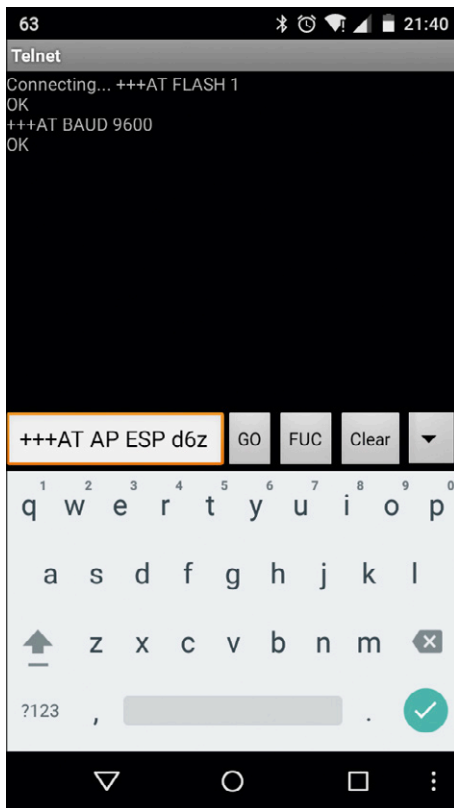 63 21:40
Telnet
Connecting... +++AT FLASH 1
OK
+++AT BAUD 9600
OK
+++AT AP ESP d6z GO FUC Clear
1 2 3 4 5 6 7 8 9 0
q w e r t y u i o p
a s d f g h j k l
z x c v b n m
?123 , .